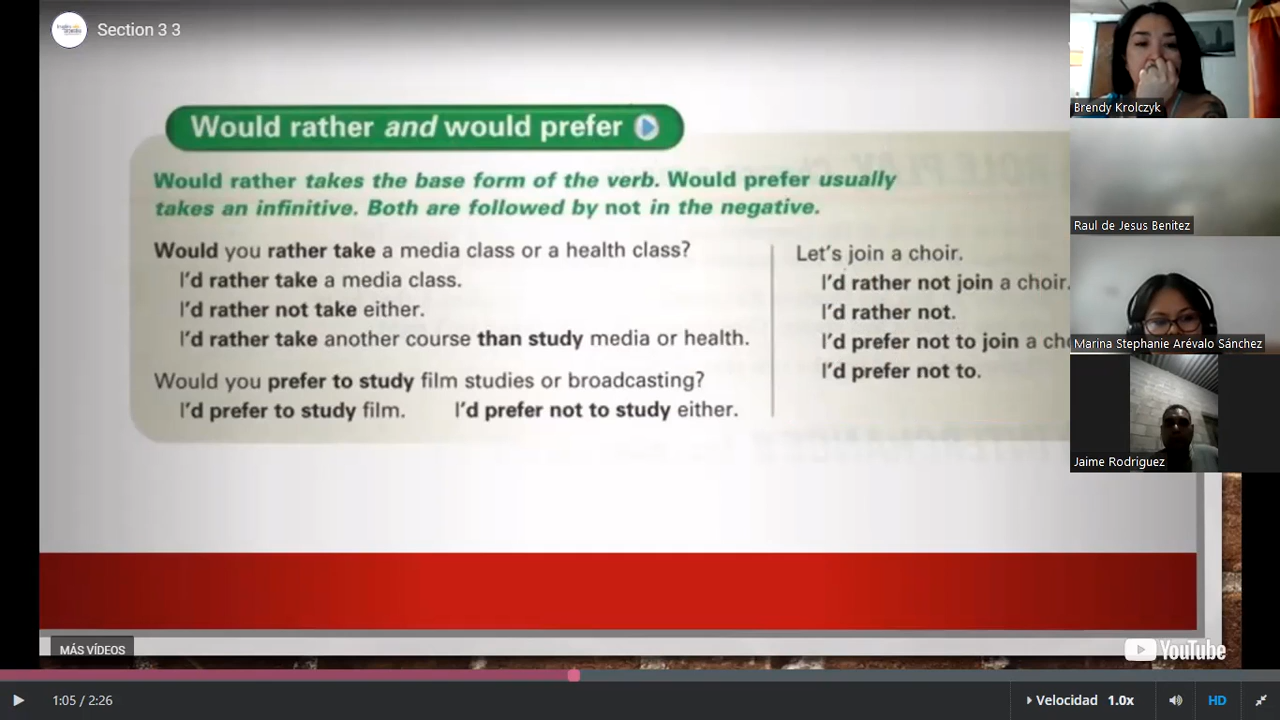 Section 3 3
Would rather and would prefer
Would rather takes the base form of the verb. Would prefer usually
takes an infinitive. Both are followed by not in the negative.
Would you rather take a media class or a health class?
I'd rather take a media class.
I'd rather not take either.
I'd rather take another course than study media or health.
Would you prefer to study film studies or broadcasting?
I'd prefer to study film. I'd prefer not to study either.
Let's join a choir.
I'd rather not join a choir.
I'd rather not.
I'd prefer not to join a
I'd prefer not to.
Brendy Krolczyk
Raul de Jesus Benitez
Marina Stephanie Arévalo Sánchez
Jaime Rodriguez
MÁS VÍDEOS
YouTube
1:05 / 2:26
Velocidad 1.0x
HD